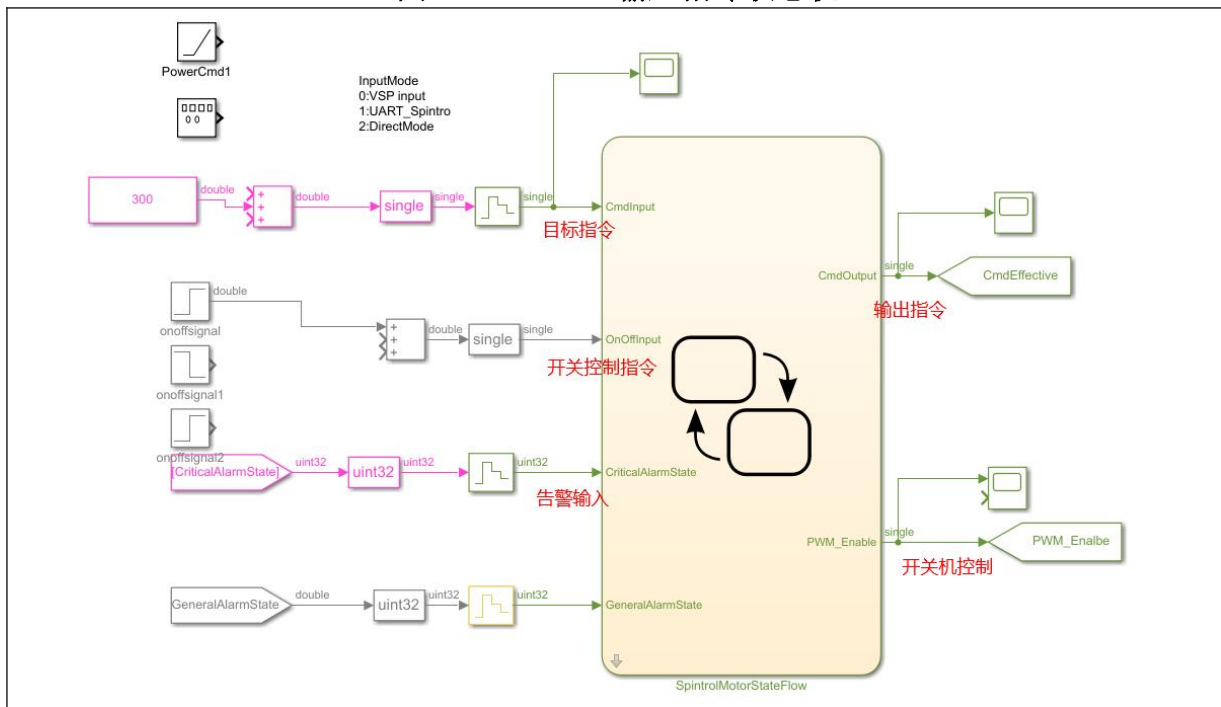 PowerCmd1
InputMode
0:VSP input
1:UART_Spintro
2:DirectMode
300
double
+
+
+
double
single
single
single
CmdInput
目标指令
single
CmdOutput
CmdEffective
输出指令
double
onoffsignal
+
+
+
double
single
single
OnOffInput
开关控制指令
onoffsignal1
onoffsignal2
[CriticalAlarmState]
uint32
uint32
uint32
uint32
CriticalAlarmState
告警输入
single
PWM_Enable
PWM_Enalbe
开关机控制
GeneralAlarmState
double
uint32
uint32
uint32
GeneralAlarmState
SpintrolMotorStateFlow